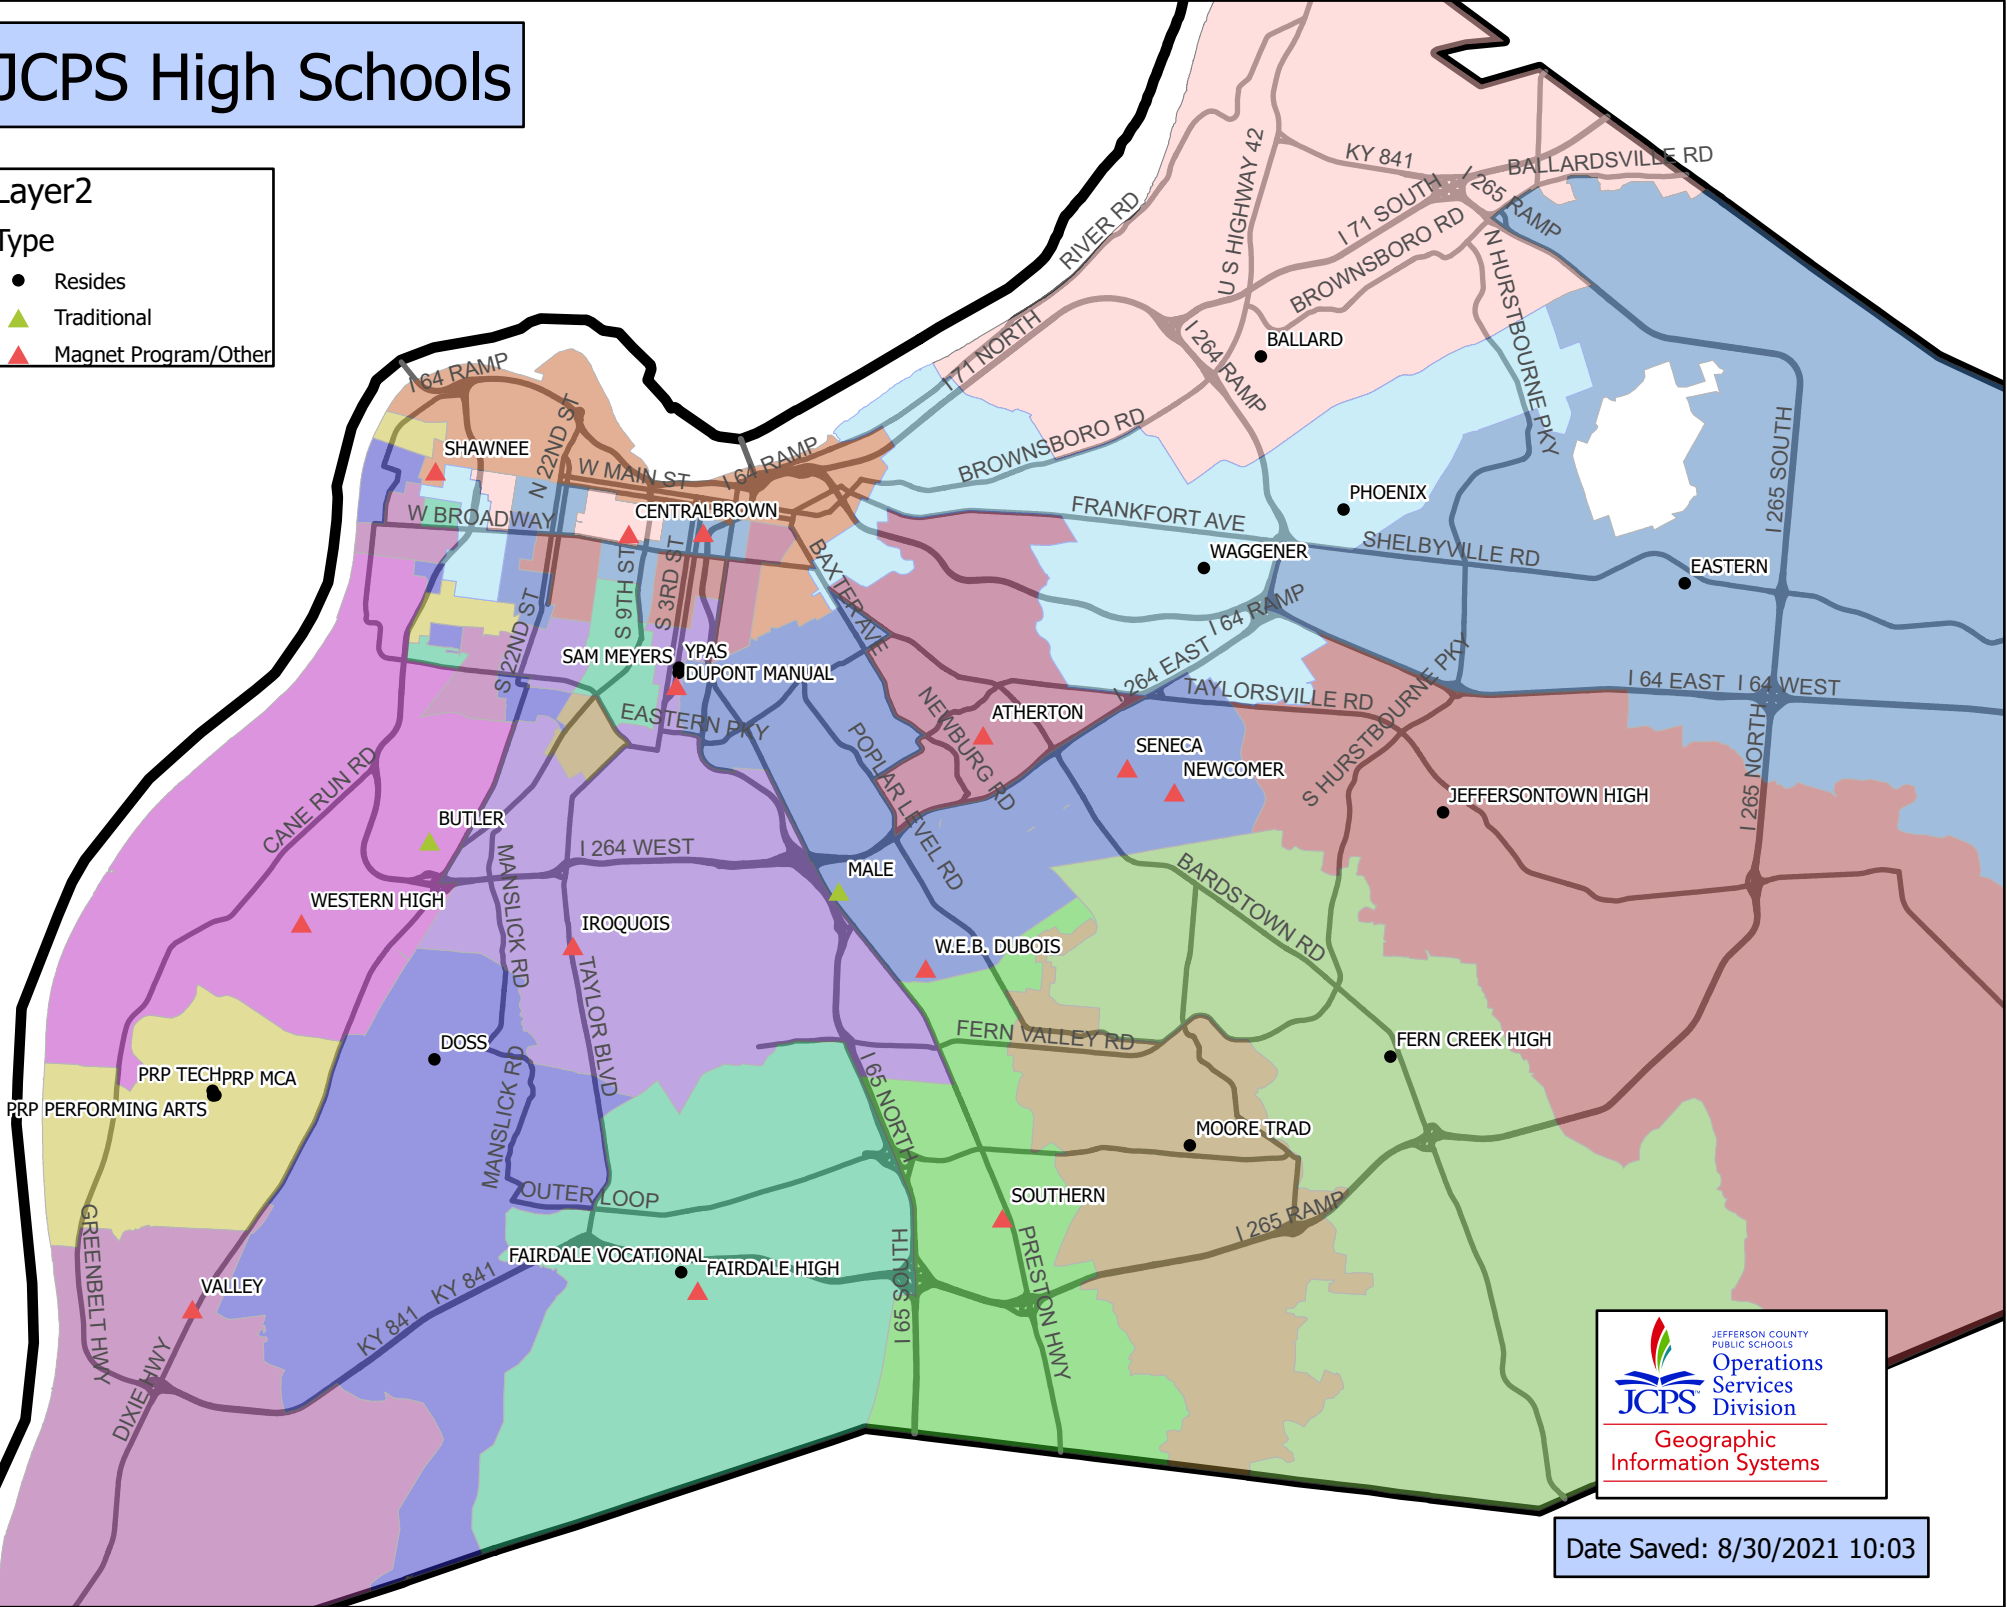 JCPS High Schools
Layer2
Type
Resides
Traditional
Magnet Program/Other
RIVER RD
U S HIGHWAY 42
KY 841
I 71 SOUTH
I 265 RAMP
BALLARDSVILLE RD
BROWNSBORO RD
N HURSTBOURNE PKY
I 71 NORTH
I 264 RAMP
BALLARD
I 64 RAMP
N 22ND ST
SHAWNEE
W MAIN ST
I 64 RAMP
BROWNSBORO RD
I 265 SOUTH
W BROADWAY
CENTRAL
BROWN
FRANKFORT AVE
PHOENIX
SHELBYVILLE RD
WAGGENER
EASTERN
BAXTER AVE
S 9TH ST
S 3RD ST
S 22ND ST
I 64 RAMP
I 264 EAST
SAM MEYERS
YPAS
DUPONT MANUAL
TAYLORSVILLE RD
S HURSTBOURNE PKY
I 64 EAST
I 64 WEST
EASTERN PKY
NEWBURG RD
ATHERTON
POPLAR LEVEL RD
SENECA
NEWCOMER
I 265 NORTH
JEFFERSONTOWN HIGH
CANE RUN RD
BUTLER
I 264 WEST
MANSLICK RD
MALE
BARDSTOWN RD
WESTERN HIGH
IROQUOIS
W.E.B. DUBOIS
TAYLOR BLVD
DOSS
FERN VALLEY RD
FERN CREEK HIGH
PRP TECH
PRP MCA
PRP PERFORMING ARTS
MANSLICK RD
I 65 NORTH
MOORE TRAD
OUTER LOOP
SOUTHERN
I 265 RAMP
GREENBELT HWY
FAIRDALE VOCATIONAL
FAIRDALE HIGH
VALLEY
KY 841
KY 841
I 65 SOUTH
PRESTON HWY
DIXIE HWY
JEFFERSON COUNTY
PUBLIC SCHOOLS
Operations
Services
Division
JCPS™
Geographic
Information Systems
Date Saved: 8/30/2021 10:03